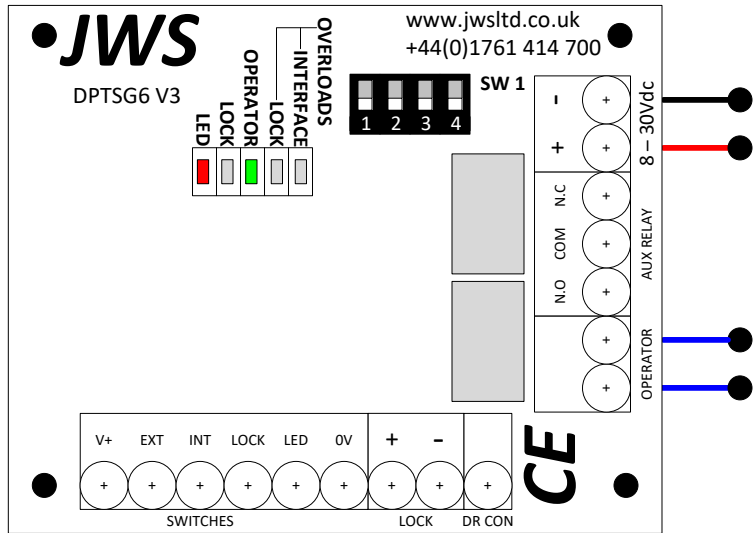 JWS
www.jwsltd.co.uk
+44(0)1761 414 700
DPTSG6 V3
OVERLOADS
LED
LOCK
OPERATOR
LOCK
INTERFACE
SW 1
1 2 3 4
- +
8 – 30Vdc
N.C COM N.O
AUX RELAY
OPERATOR
V+ EXT INT LOCK LED 0V + -
SWITCHES LOCK DR CON
CE